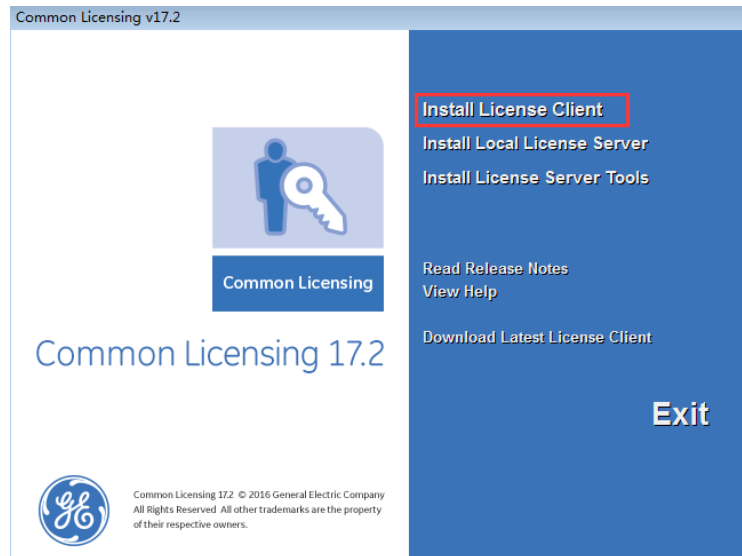 Common Licensing v17.2
Install License Client
Install Local License Server
Install License Server Tools
Common Licensing
Read Release Notes
View Help
Download Latest License Client
Common Licensing 17.2
Exit
GE
Common Licensing 17.2 © 2016 General Electric Company
All Rights Reserved All other trademarks are the property
of their respective owners.